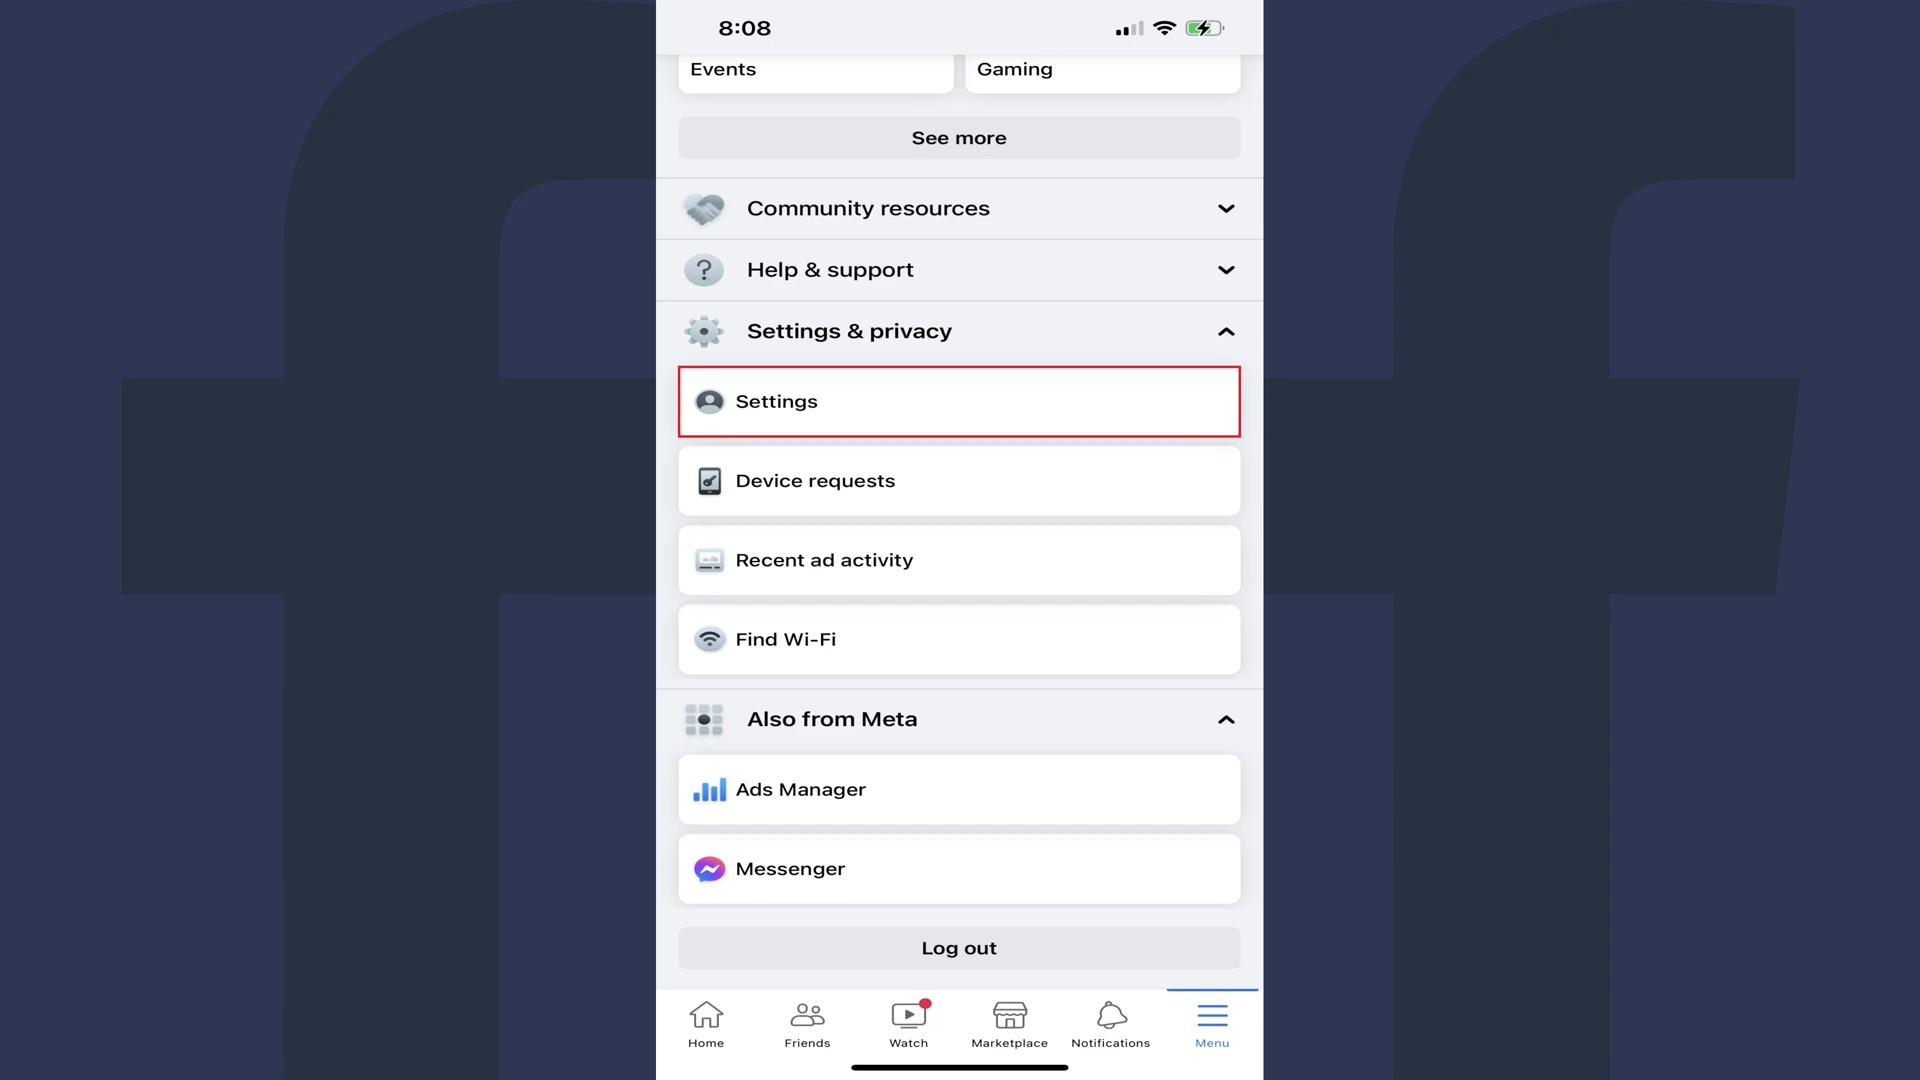 8:08
Events
Gaming
See more
Community resources
Help & support
Settings & privacy
Settings
Device requests
Recent ad activity
Find Wi-Fi
Also from Meta
Ads Manager
Messenger
Log out
Home
Friends
Watch
Marketplace
Notifications
Menu